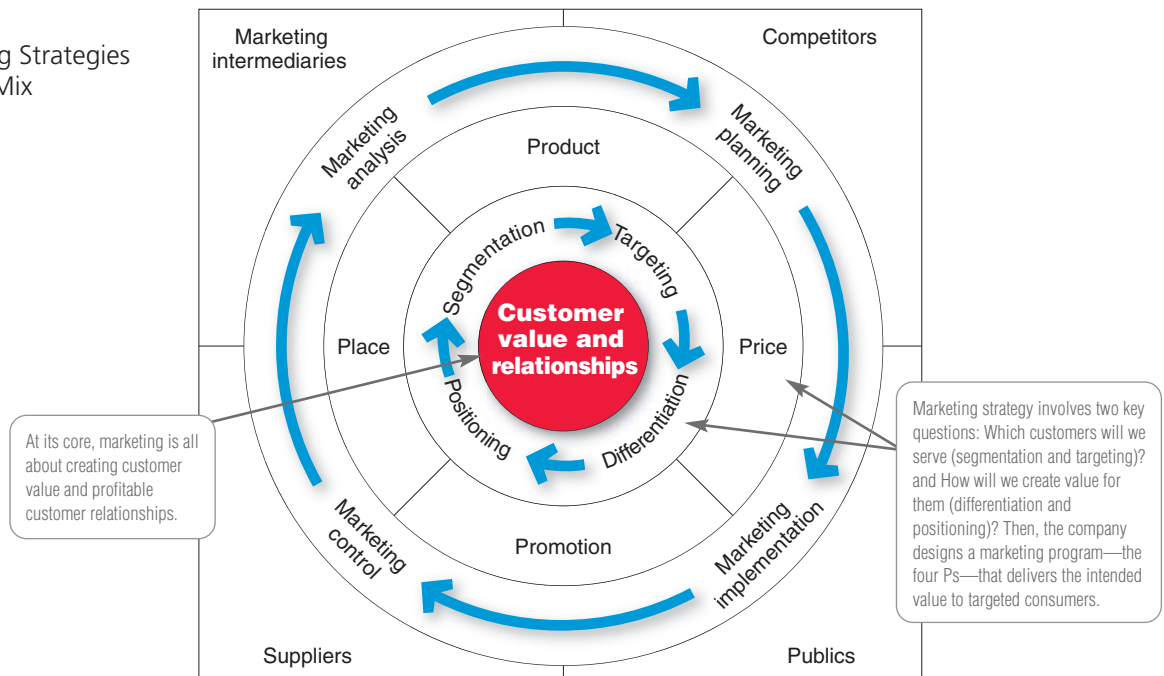 g Strategies
Mix
Marketing
intermediaries
Competitors
Marketing
analysis
Marketing
planning
Product
Segmentation
Targeting
Customer
value and
relationships
Place
Price
Positioning
Differentiation
At its core, marketing is all
about creating customer
value and profitable
customer relationships.
Marketing strategy involves two key
questions: Which customers will we
serve (segmentation and targeting)?
and How will we create value for
them (differentiation and
positioning)? Then, the company
designs a marketing program—the
four Ps—that delivers the intended
value to targeted consumers.
Marketing
control
Promotion
Marketing
implementation
Suppliers
Publics